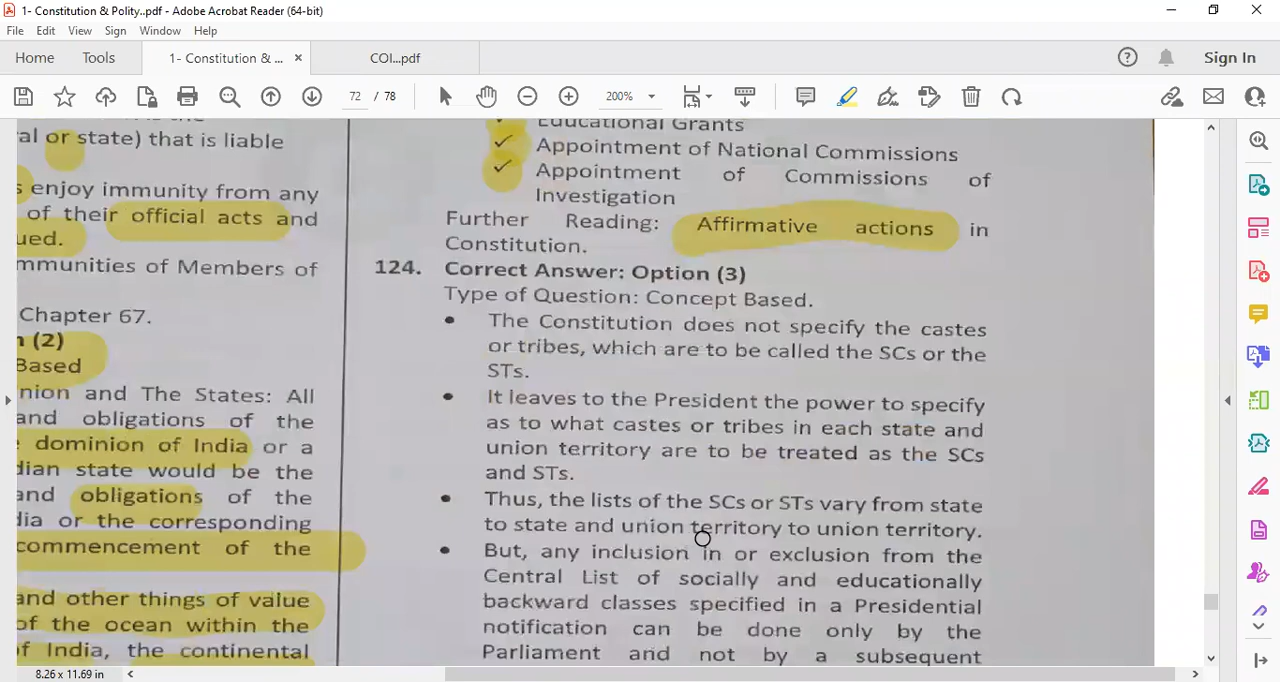 1- Constitution & Polity..pdf - Adobe Acrobat Reader (64-bit)
File Edit View Sign Window Help
Home Tools 1- Constitution & ... × COI...pdf Sign In
72 / 78 200%
al or state) that is liable
s enjoy immunity from any
of their official acts and
ued.
mmunities of Members of
Chapter 67.
n (2)
Based
nion and The States: All
and obligations of the
dominion of India or a
dian state would be the
and obligations of the
dia or the corresponding
commencement of the
and other things of value
of the ocean within the
of India, the continental
Educational Grants
✓ Appointment of National Commissions
✓ Appointment of Commissions of
Investigation
Further Reading: Affirmative actions in
Constitution.
124. Correct Answer: Option (3)
Type of Question: Concept Based.
• The Constitution does not specify the castes
or tribes, which are to be called the SCs or the
STs.
• It leaves to the President the power to specify
as to what castes or tribes in each state and
union territory are to be treated as the SCs
and STs.
• Thus, the lists of the SCs or STs vary from state
to state and union territory to union territory.
• But, any inclusion in or exclusion from the
Central List of socially and educationally
backward classes specified in a Presidential
notification can be done only by the
Parliament and not by a subsequent
8.26 x 11.69 in